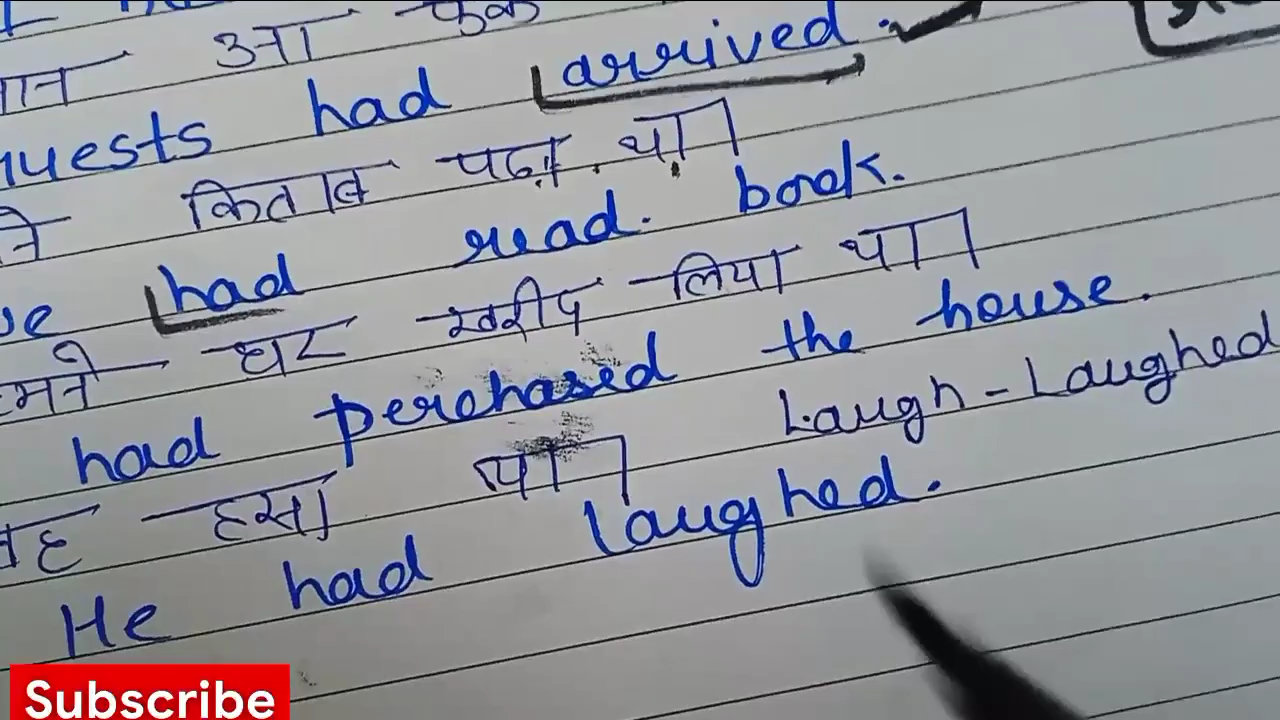 had arrived.
किताब पढ़ा था।
had read. book.
घर खरीद लिया था।
had perchased the house.
Laugh - Laughed
वह हसा था।
He had laughed.
Subscribe